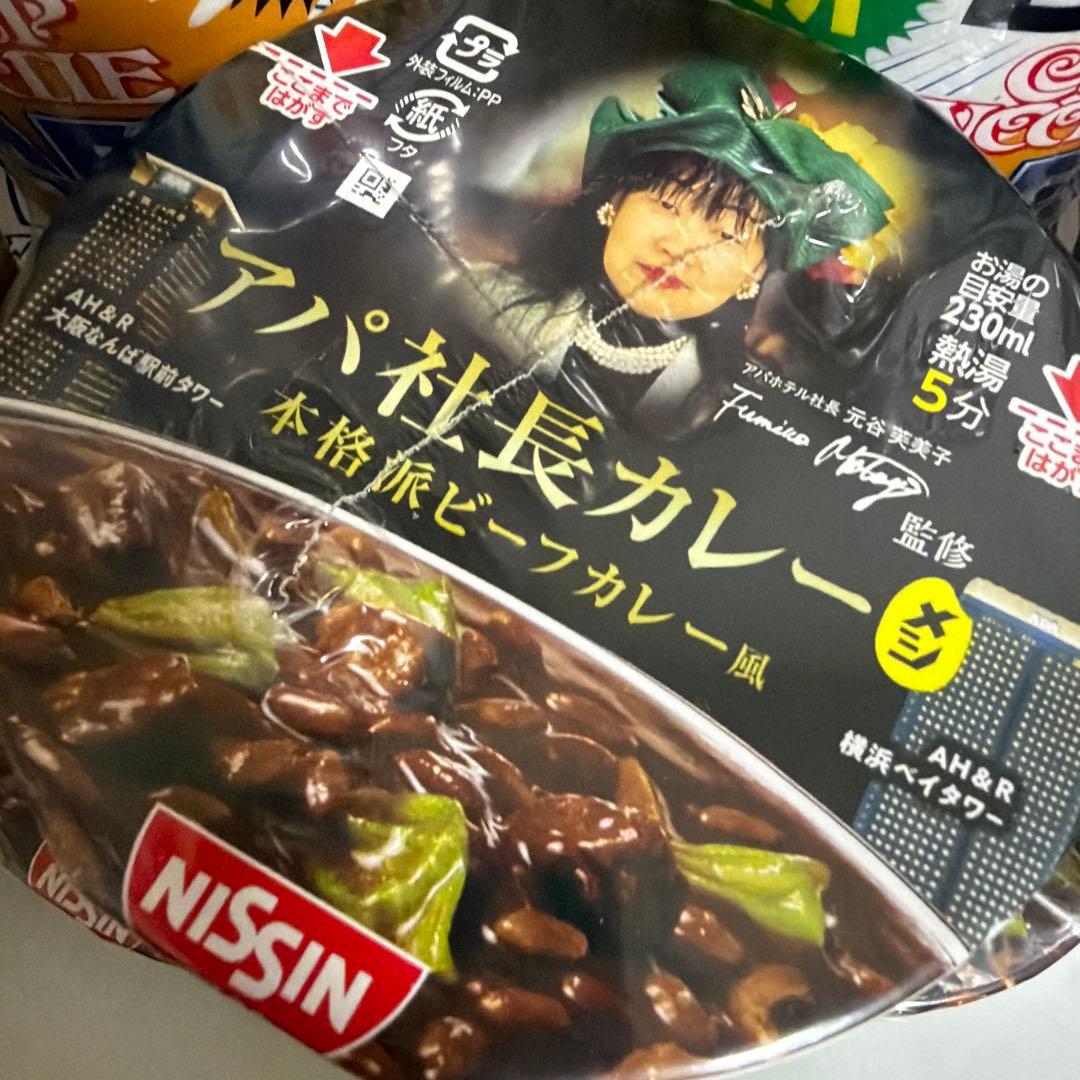 ここまで
はがす
プラ
外装フィルム:PP
紙
フタ
お湯の
目安量
230ml
熱湯
5分
AH&R
大阪なんば駅前タワー
アパ社長カレー
メシ
本格派ビーフカレー風
アパホテル社長 元谷 芙美子
Fumiko Motoya
監修
AH&R
横浜ベイタワー
APA
NISSIN
NISSIN